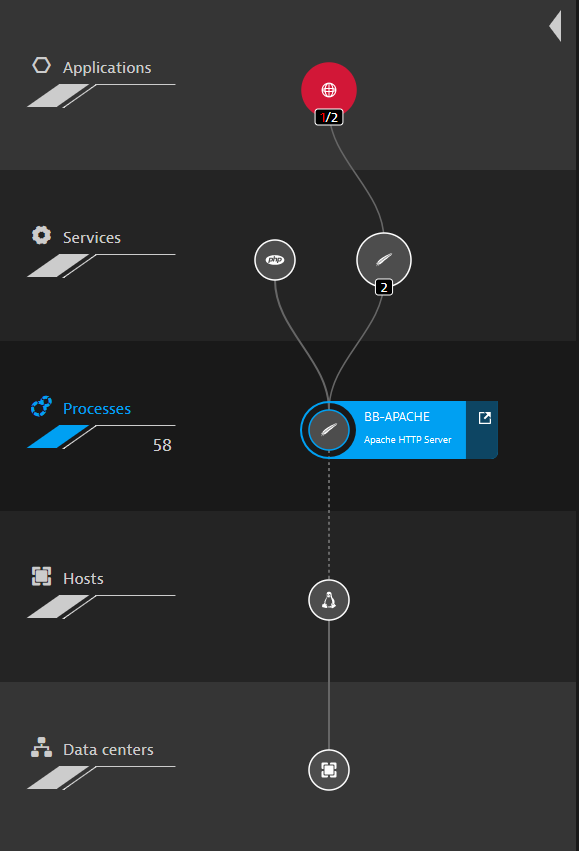 Applications
1/2
Services
php
2
Processes
58
BB-APACHE
Apache HTTP Server
Hosts
Data centers